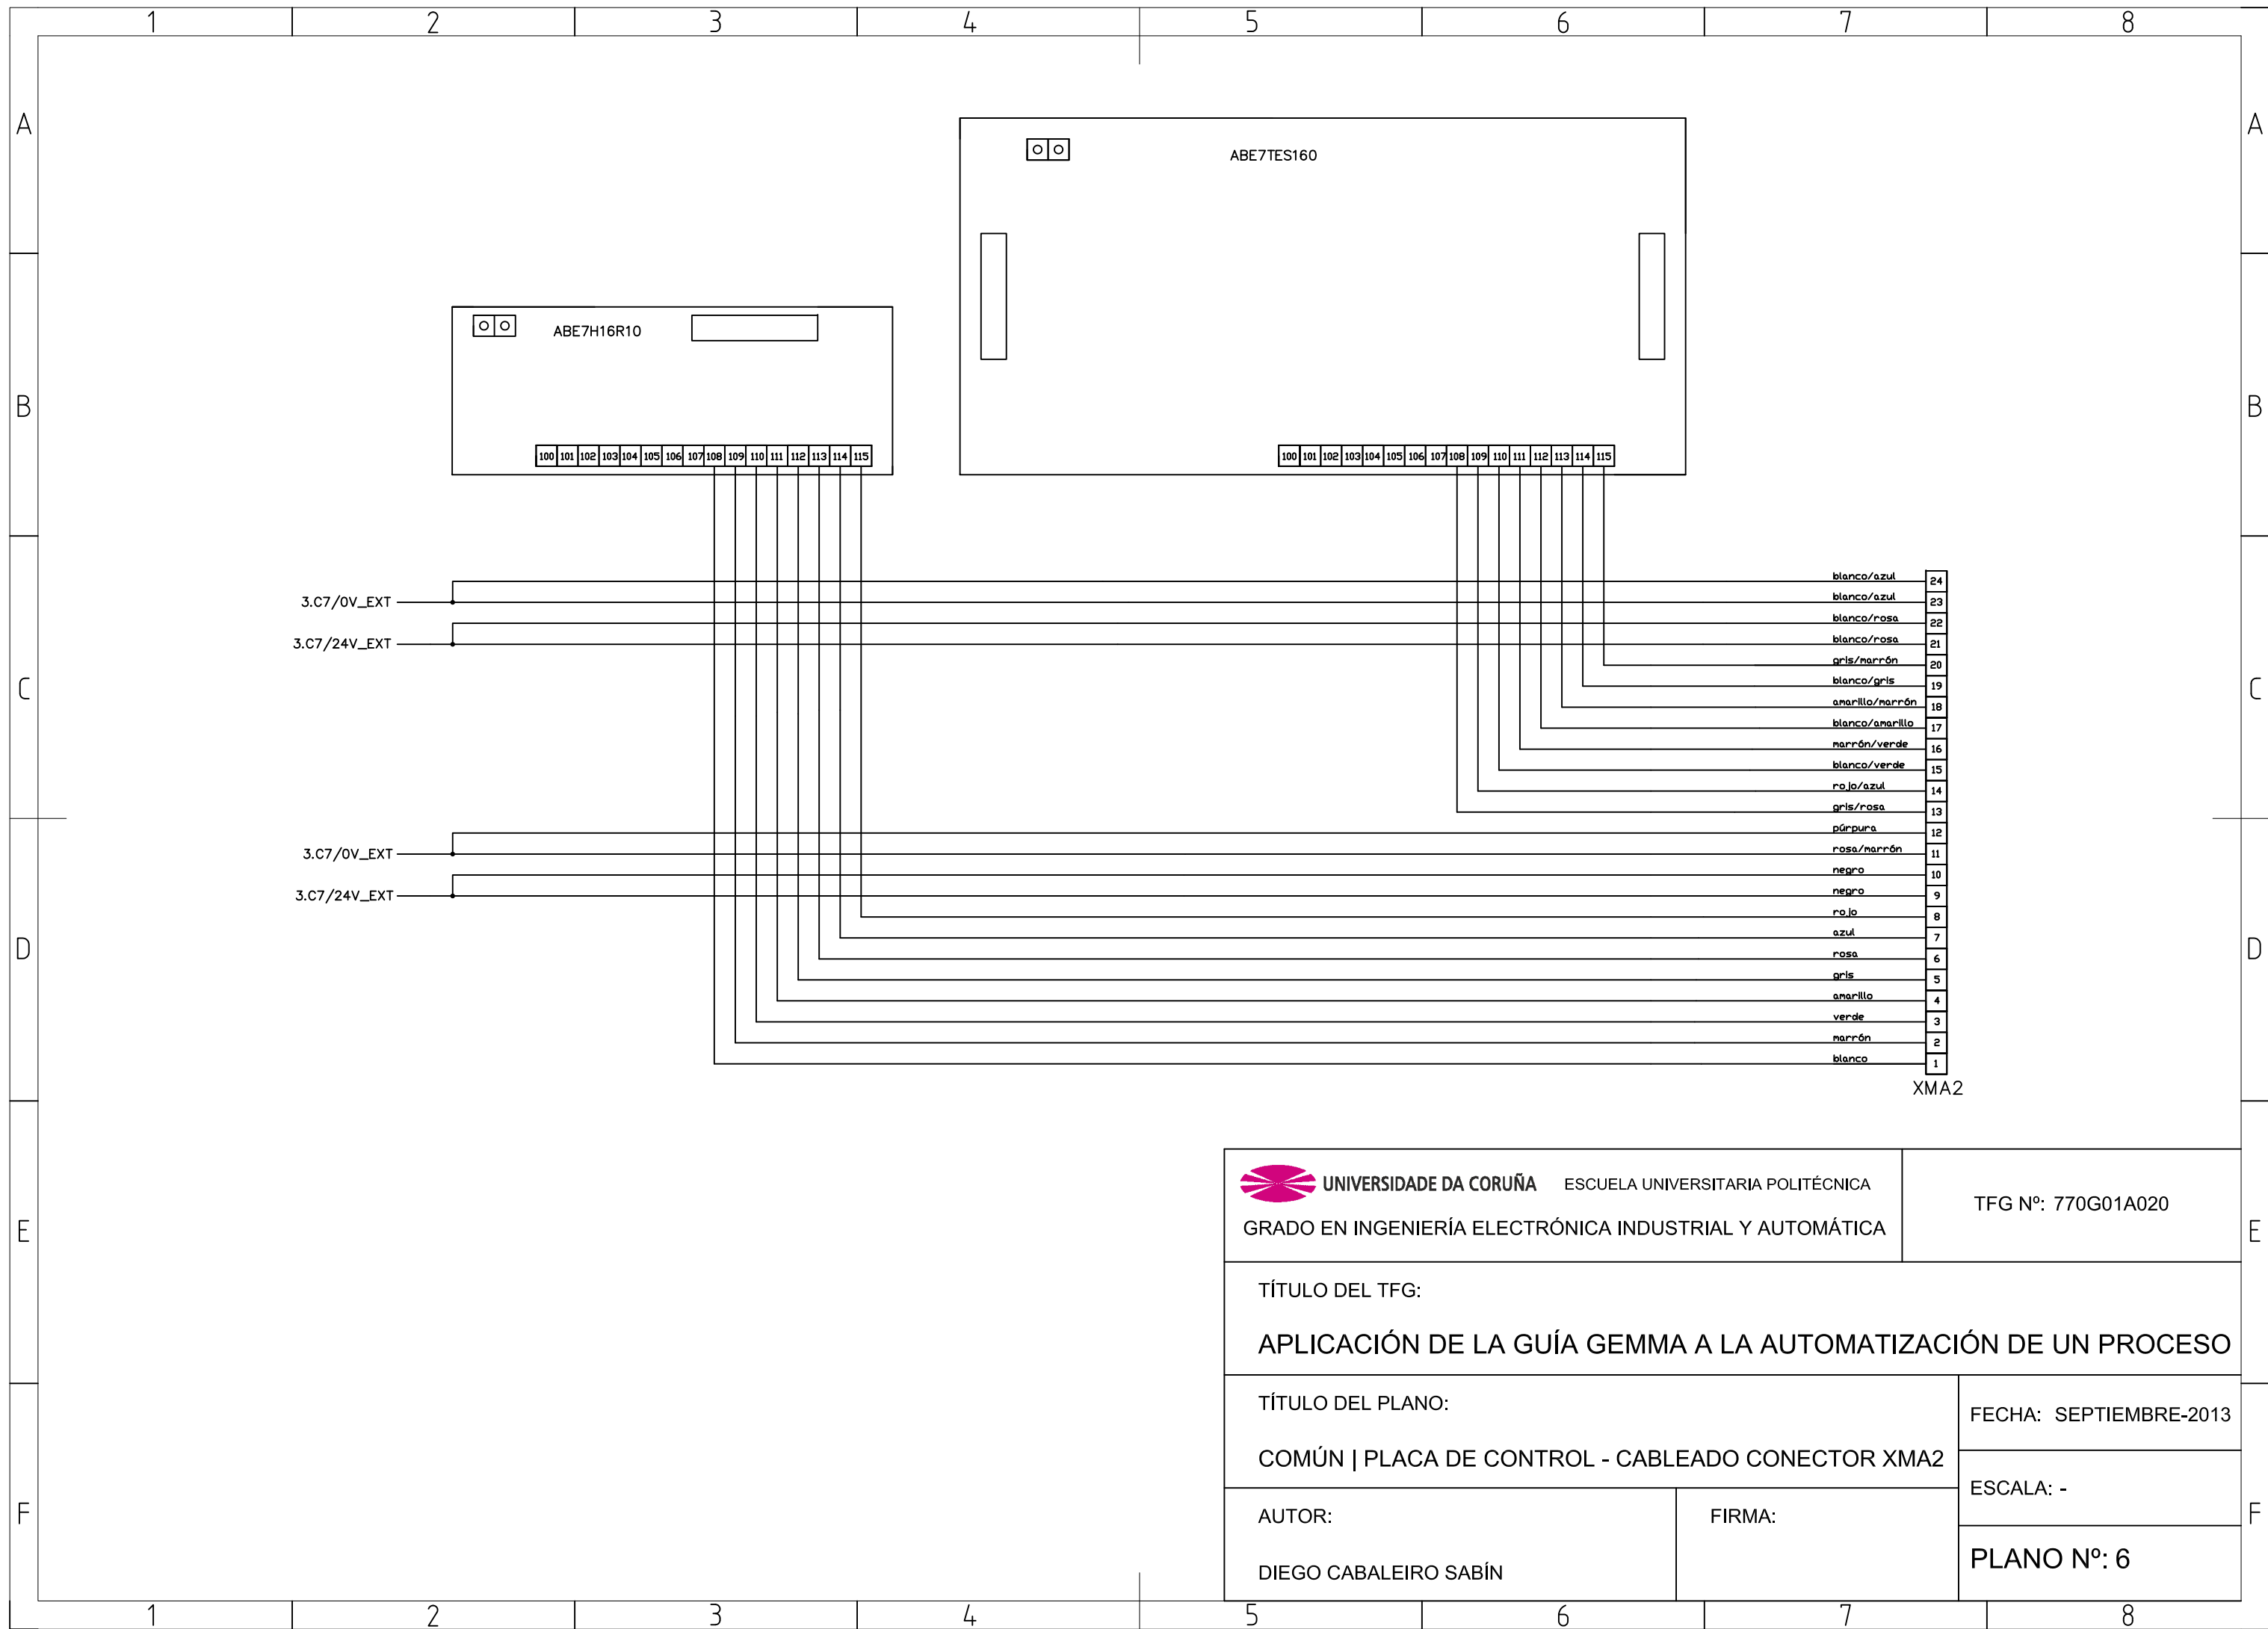 1 2 3 4 5 6 7 8
A A
ABE7TES160
ABE7H16R10
B B
100 101 102 103 104 105 106 107 108 109 110 111 112 113 114 115
100 101 102 103 104 105 106 107 108 109 110 111 112 113 114 115
blanco/azul 24
3.C7/0V_EXT blanco/azul 23
blanco/rosa 22
3.C7/24V_EXT blanco/rosa 21
gris/marrón 20
C blanco/gris 19 C
amarillo/marrón 18
blanco/amarillo 17
marrón/verde 16
blanco/verde 15
rojo/azul 14
gris/rosa 13
púrpura 12
3.C7/0V_EXT rosa/marrón 11
negro 10
3.C7/24V_EXT negro 9
rojo 8
azul 7
D rosa 6 D
gris 5
amarillo 4
verde 3
marrón 2
blanco 1
XMA2
UNIVERSIDADE DA CORUÑA ESCUELA UNIVERSITARIA POLITÉCNICA
TFG Nº: 770G01A020
GRADO EN INGENIERÍA ELECTRÓNICA INDUSTRIAL Y AUTOMÁTICA
E E
TÍTULO DEL TFG:
APLICACIÓN DE LA GUÍA GEMMA A LA AUTOMATIZACIÓN DE UN PROCESO
TÍTULO DEL PLANO:
FECHA: SEPTIEMBRE-2013
COMÚN | PLACA DE CONTROL - CABLEADO CONECTOR XMA2
ESCALA: -
F F
AUTOR: FIRMA:
PLANO Nº: 6
DIEGO CABALEIRO SABÍN
1 2 3 4 5 6 7 8